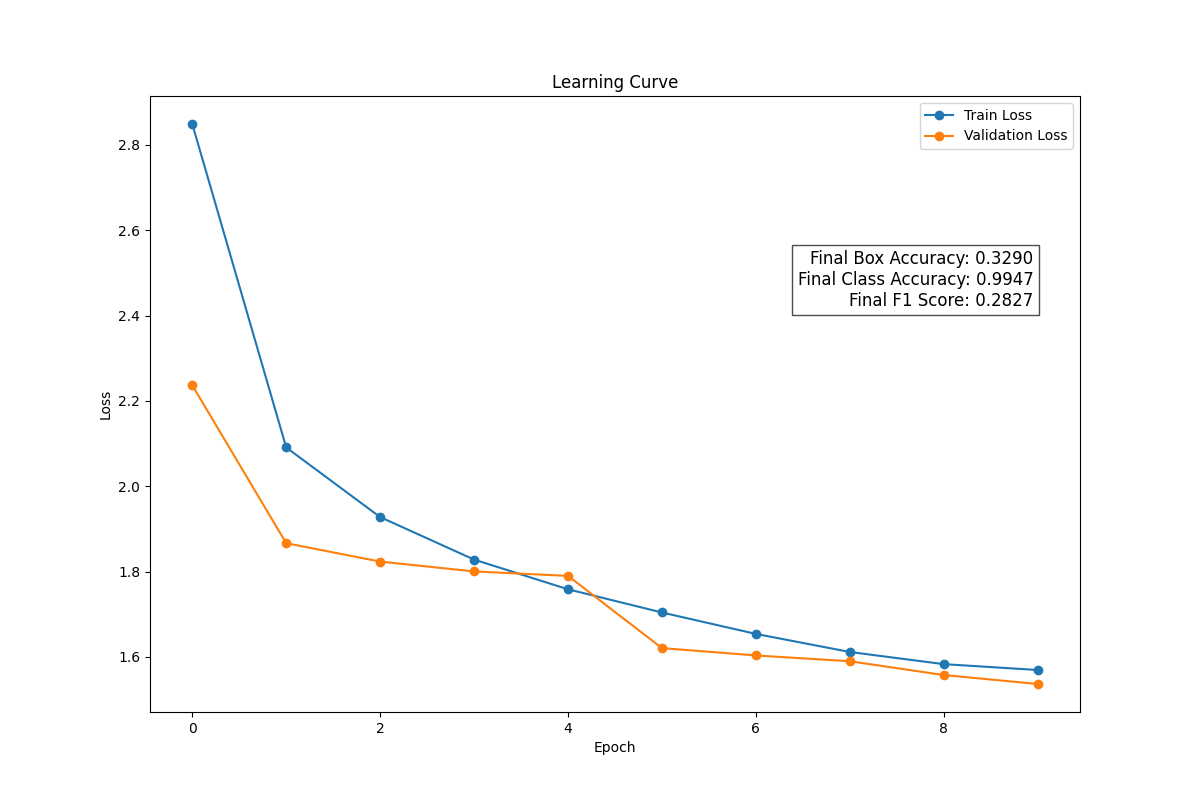 Learning Curve
Train Loss
Validation Loss
Final Box Accuracy: 0.3290
Final Class Accuracy: 0.9947
Final F1 Score: 0.2827
Loss
2.8
2.6
2.4
2.2
2.0
1.8
1.6
0 2 4 6 8
Epoch